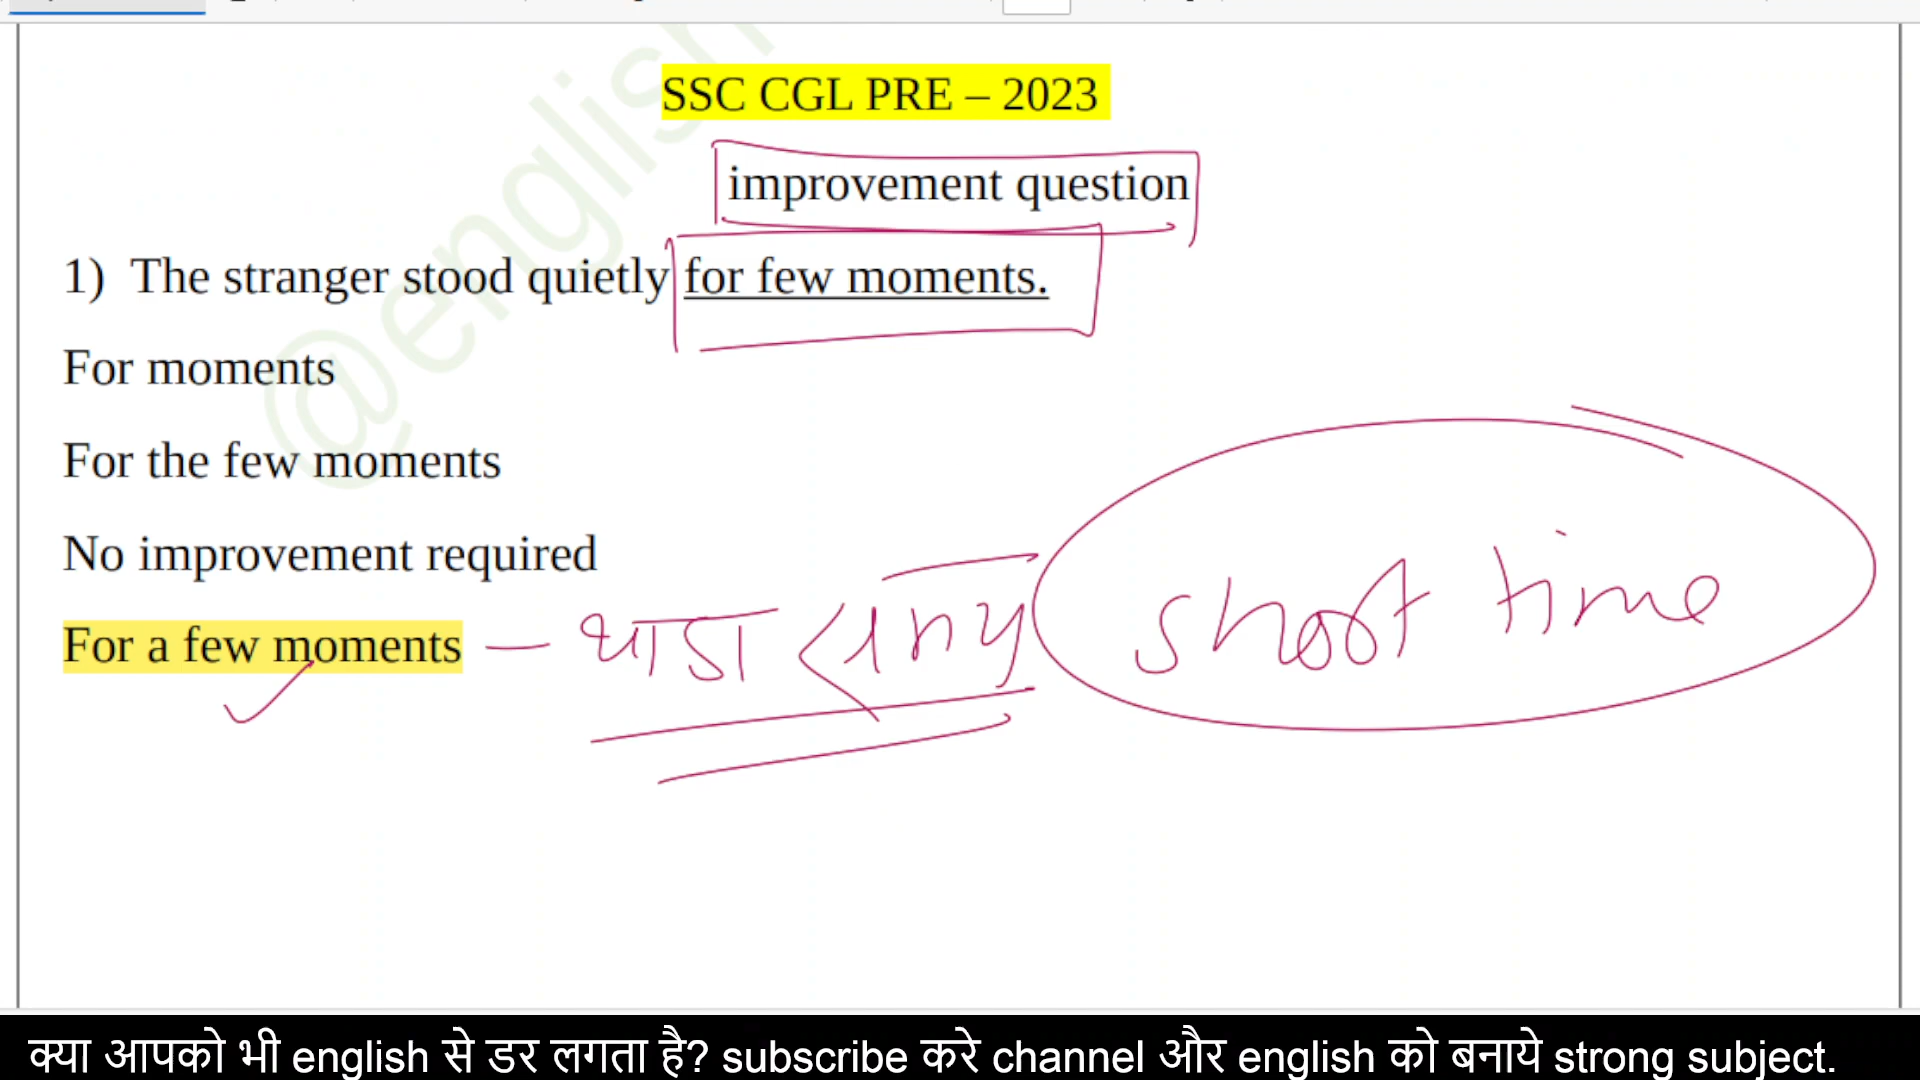 SSC CGL PRE – 2023
improvement question
1) The stranger stood quietly for few moments.
For moments
For the few moments
No improvement required
For a few moments – थाडा समय short time
@english
क्या आपको भी english से डर लगता है? subscribe करे channel और english को बनाये strong subject.